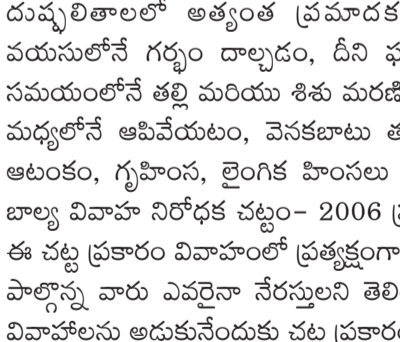 దుష్ఫలితాలలో అత్యంత ప్రమాదక
వయసులోనే గర్భం దాల్చడం, దీని
సమయంలోనే తల్లి మరియు శిశు మరణ
మధ్యలోనే ఆపివేయటం, వెనకబాటు
ఆటంకం, గృహింస, లైంగిక హింసలు
బాల్య వివాహ నిరోధక చట్టం- 2006
ఈ చట్ట ప్రకారం వివాహంలో ప్రత్యక్షంగా
పాల్గొన్న వారు ఎవరైనా నేరస్తులని తెలి
వివాహాలను అడ్డుకునేందుకు చట్ట ప్రకారం